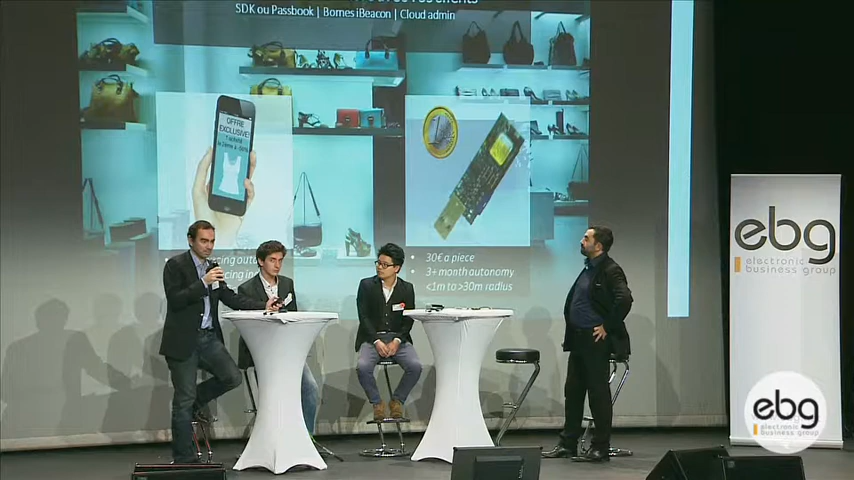 SDK ou Passbook | Bornes iBeacon | Cloud admin
OFFRE
EXCLUSIVE!
30€ a piece
3+ month autonomy
<1m to >30m radius
ebg
electronic
business group
ebg
electronic
business group